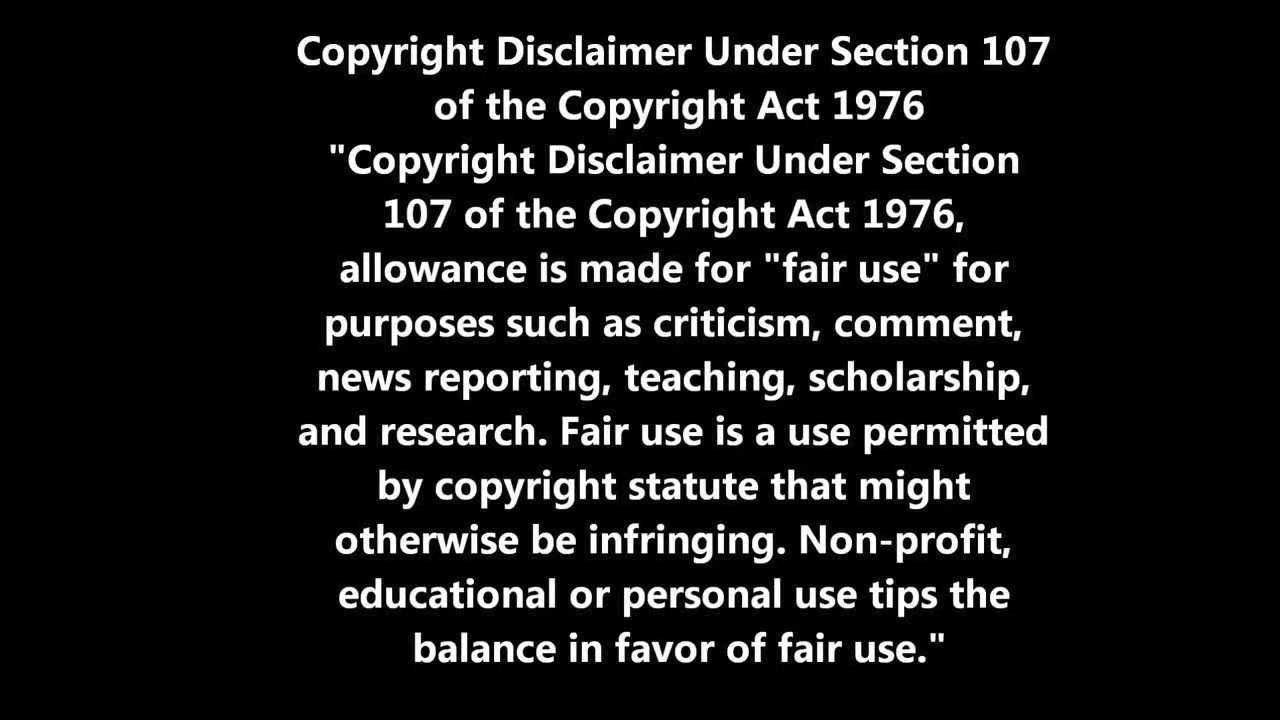 Copyright Disclaimer Under Section 107
of the Copyright Act 1976
"Copyright Disclaimer Under Section
107 of the Copyright Act 1976,
allowance is made for "fair use" for
purposes such as criticism, comment,
news reporting, teaching, scholarship,
and research. Fair use is a use permitted
by copyright statute that might
otherwise be infringing. Non-profit,
educational or personal use tips the
balance in favor of fair use."